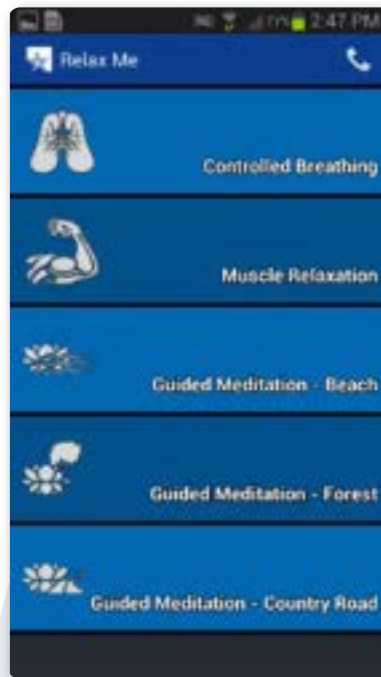 2:47 PM
Relax Me
Controlled Breathing
Muscle Relaxation
Guided Meditation - Beach
Guided Meditation - Forest
Guided Meditation - Country Road